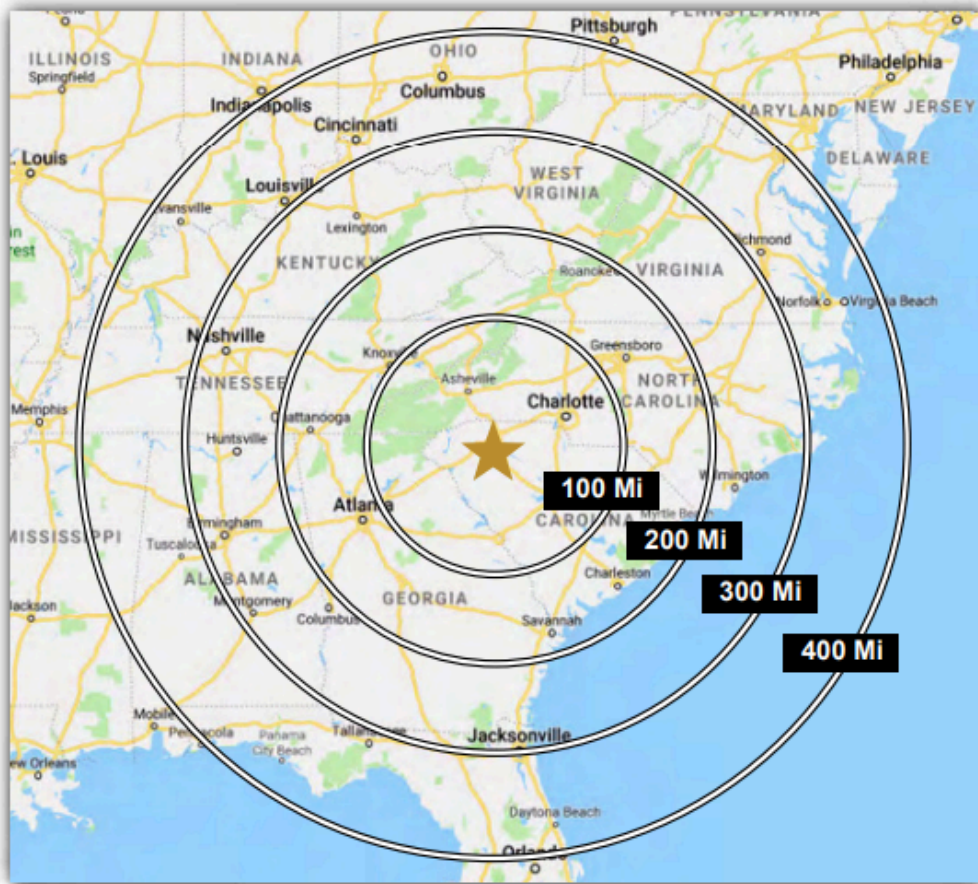 PENNSYLVANIA
Pittsburgh
OHIO
ILLINOIS
INDIANA
Springfield
Philadelphia
Columbus
Indianapolis
MARYLAND
NEW JERSEY
Cincinnati
. Louis
DELAWARE
WEST
VIRGINIA
Louisville
vansville
Lexington
Richmond
KENTUCKY
Roanoke
VIRGINIA
rest
Norfolk
Virginia Beach
Nashville
Greensboro
Knoxville
TENNESSEE
Asheville
NORTH
CAROLINA
Charlotte
Memphis
Chattanooga
Huntsville
Wilmington
100 Mi
Atlanta
Myrtle Beach
CAROLINA
Birmingham
MISSISSIPPI
200 Mi
Tuscaloosa
ALABAMA
Charleston
GEORGIA
300 Mi
Montgomery
Jackson
Columbus
Savannah
400 Mi
Mobile
Pensacola
Panama
City Beach
Tallahassee
Jacksonville
ew Orleans
Daytona Beach
Orlando